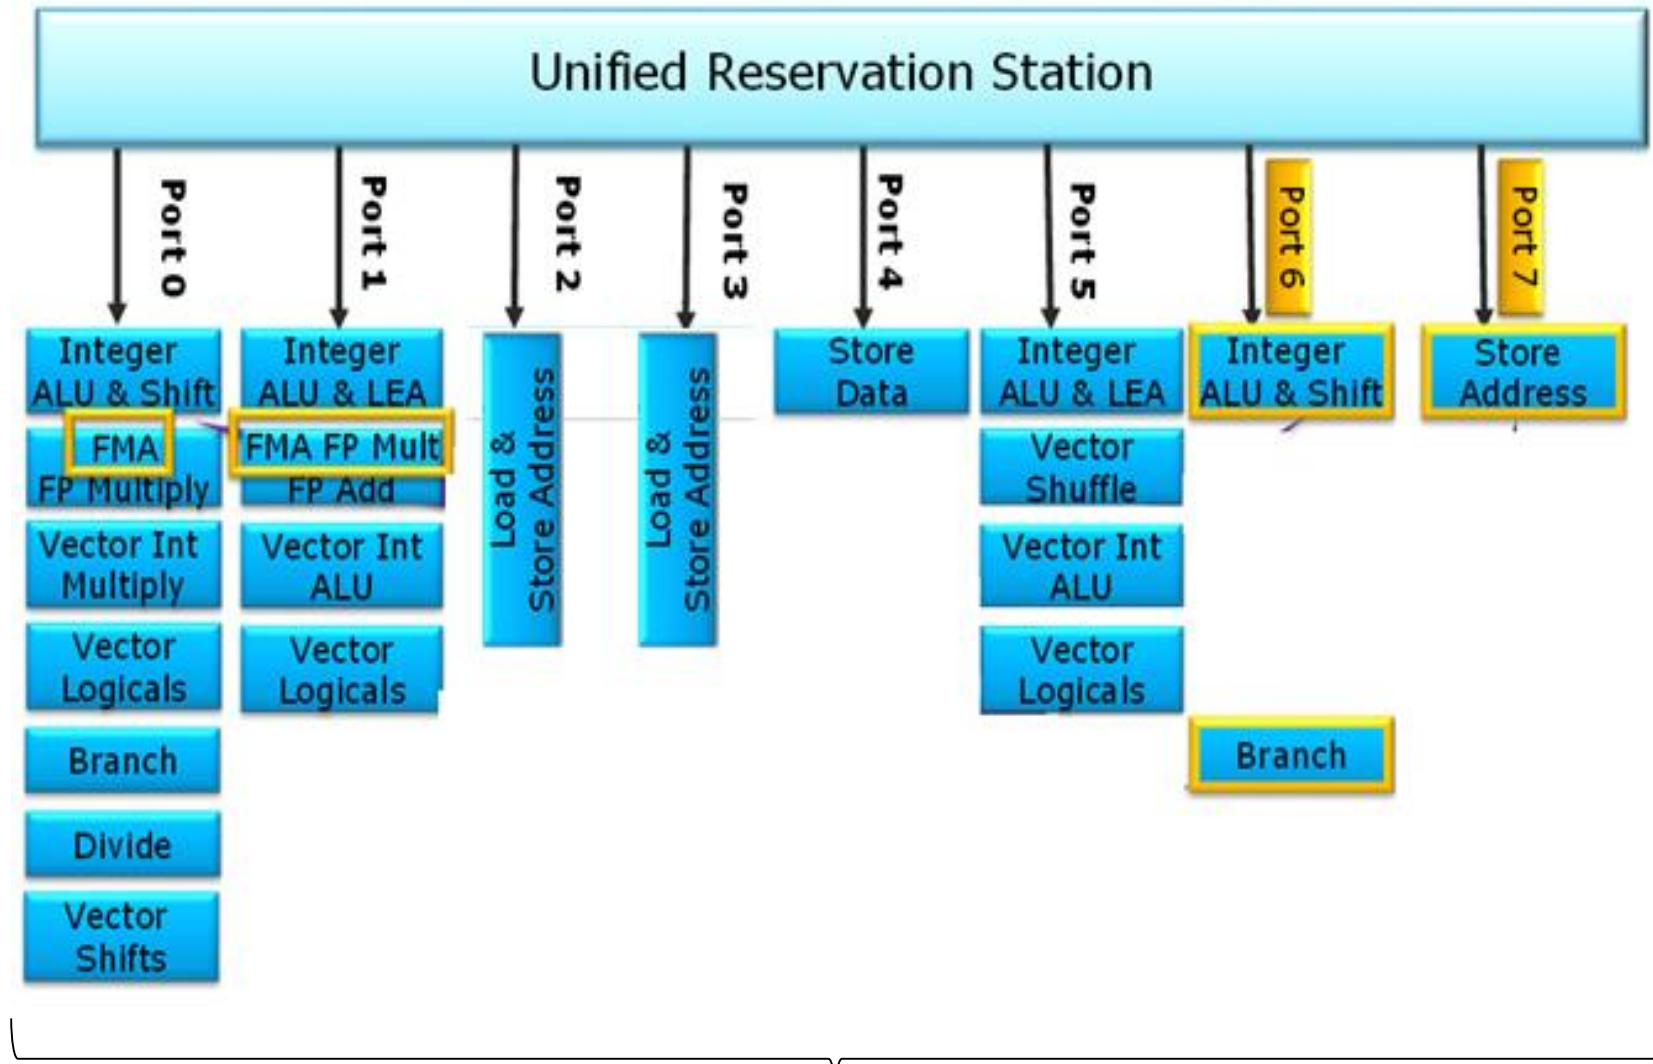 Unified Reservation Station
Port 0
Port 1
Port 2
Port 3
Port 4
Port 5
Port 6
Port 7
Integer
ALU & Shift
FMA
FP Multiply
Vector Int
Multiply
Vector
Logicals
Branch
Divide
Vector
Shifts
Integer
ALU & LEA
FMA FP Mult
FP Add
Vector Int
ALU
Vector
Logicals
Load &
Store Address
Load &
Store Address
Store
Data
Integer
ALU & LEA
Vector
Shuffle
Vector Int
ALU
Vector
Logicals
Integer
ALU & Shift
Branch
Store
Address